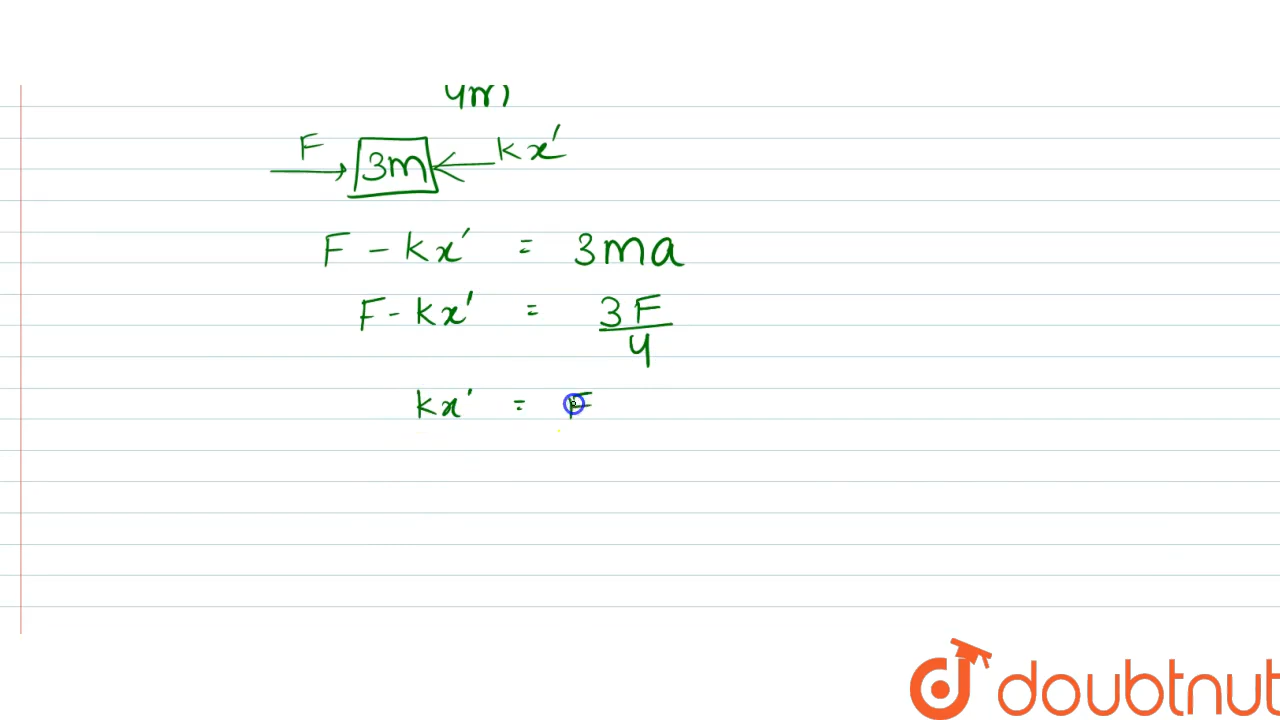 4m
F 3m kx'
F - kx' = 3ma
F - kx' = 3F/4
kx' = F
doubtnut